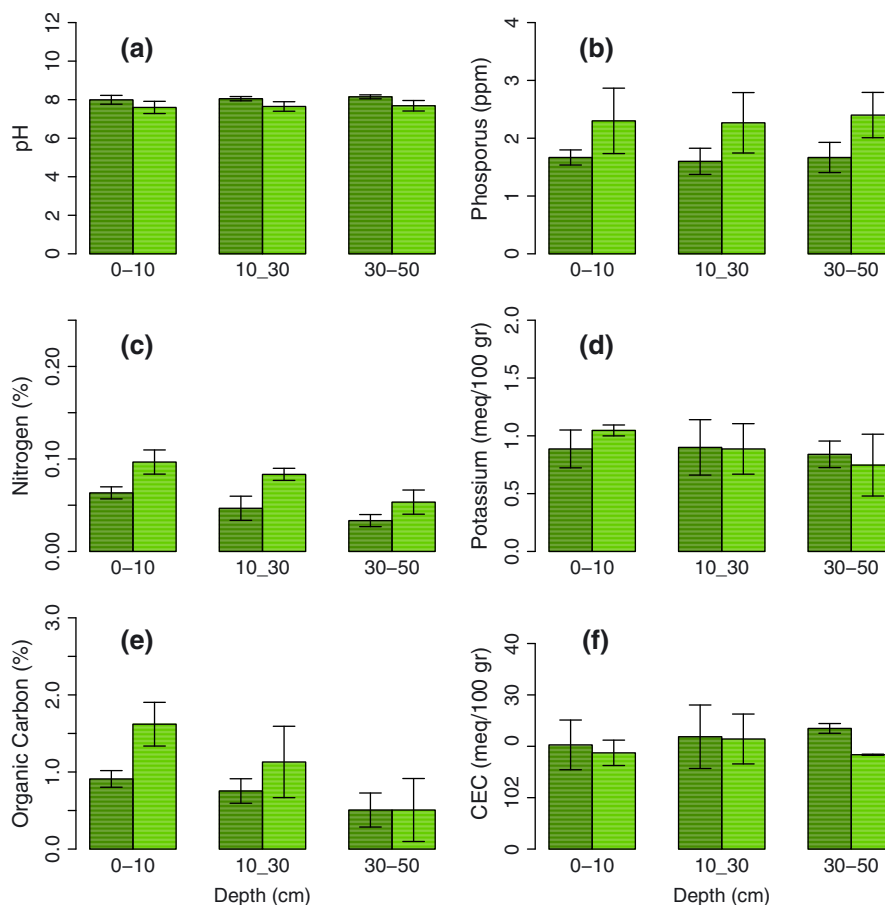 (a)
pH
0 2 4 6 8 10 12
0–10 10_30 30–50
(b)
Phosporus (ppm)
0 1 2 3 4
0–10 10_30 30–50
(c)
Nitrogen (%)
0.00 0.10 0.20
0–10 10_30 30–50
(d)
Potassium (meq/100 gr)
0.0 0.5 1.0 1.5 2.0
0–10 10_30 30–50
(e)
Organic Carbon (%)
0.0 1.0 2.0 3.0
0–10 10_30 30–50
Depth (cm)
(f)
CEC (meq/100 gr)
0 102 0 30 40
0–10 10_30 30–50
Depth (cm)